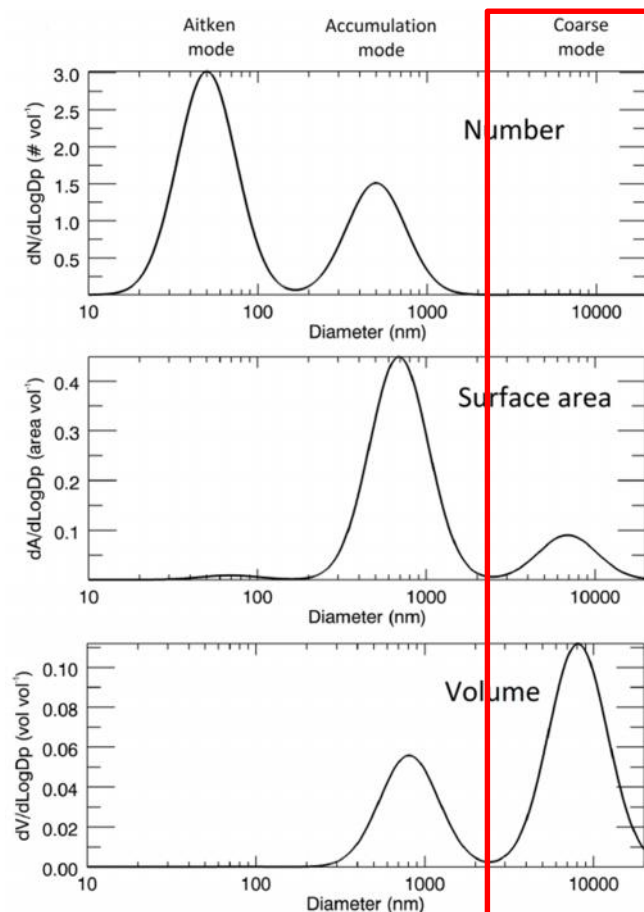 Aitken mode
Accumulation mode
Coarse mode
Number
dN/dLogDp (# vol⁻¹)
3.0
2.5
2.0
1.5
1.0
0.5
10 100 1000 10000
Diameter (nm)
Surface area
dA/dLogDp (area vol⁻¹)
0.4
0.3
0.2
0.1
10 100 1000 10000
Diameter (nm)
Volume
dV/dLogDp (vol vol⁻¹)
0.10
0.08
0.06
0.04
0.02
0.00
10 100 1000 10000
Diameter (nm)